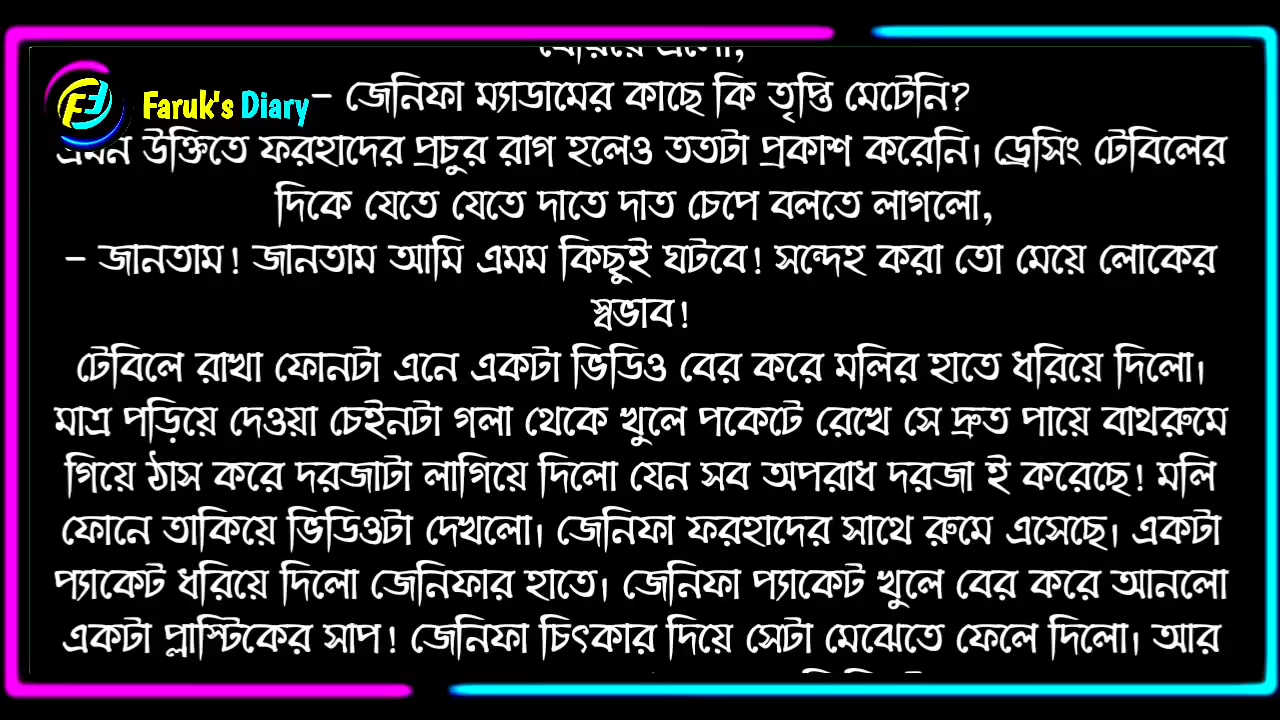 Faruk's Diary
– জেনিফা ম্যাডামের কাছে কি তৃপ্তি মেটেনি?
এমন উক্তিতে ফরহাদের প্রচুর রাগ হলেও ততটা প্রকাশ করেনি। ড্রেসিং টেবিলের
দিকে যেতে যেতে দাতে দাত চেপে বলতে লাগলো,
– জানতাম! জানতাম আমি এমম কিছুই ঘটবে! সন্দেহ করা তো মেয়ে লোকের
স্বভাব!
টেবিলে রাখা ফোনটা এনে একটা ভিডিও বের করে মলির হাতে ধরিয়ে দিলো।
মাত্র পড়িয়ে দেওয়া চেইনটা গলা থেকে খুলে পকেটে রেখে সে দ্রুত পায়ে বাথরুমে
গিয়ে ঠাস করে দরজাটা লাগিয়ে দিলো যেন সব অপরাধ দরজা ই করেছে! মলি
ফোনে তাকিয়ে ভিডিওটা দেখলো। জেনিফা ফরহাদের সাথে রুমে এসেছে। একটা
প্যাকেট ধরিয়ে দিলো জেনিফার হাতে। জেনিফা প্যাকেট খুলে বের করে আনলো
একটা প্লাস্টিকের সাপ! জেনিফা চিৎকার দিয়ে সেটা মেঝেতে ফেলে দিলো। আর